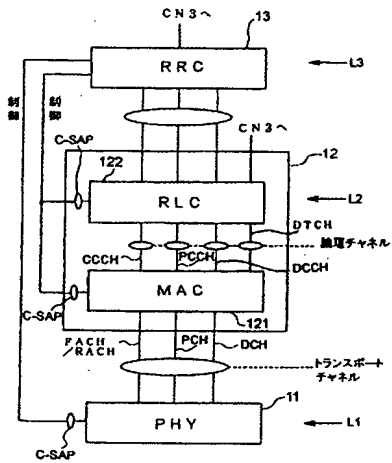 CN3へ
13
RRC
L3
制御
制御
CN3へ
C-SAP
122
12
RLC
L2
DTCH
論理チャネル
CCCH
PCCH
DCCH
C-SAP
MAC
121
FACH
/RACH
PCH
DCH
トランスポート
チャネル
11
PHY
L1
C-SAP